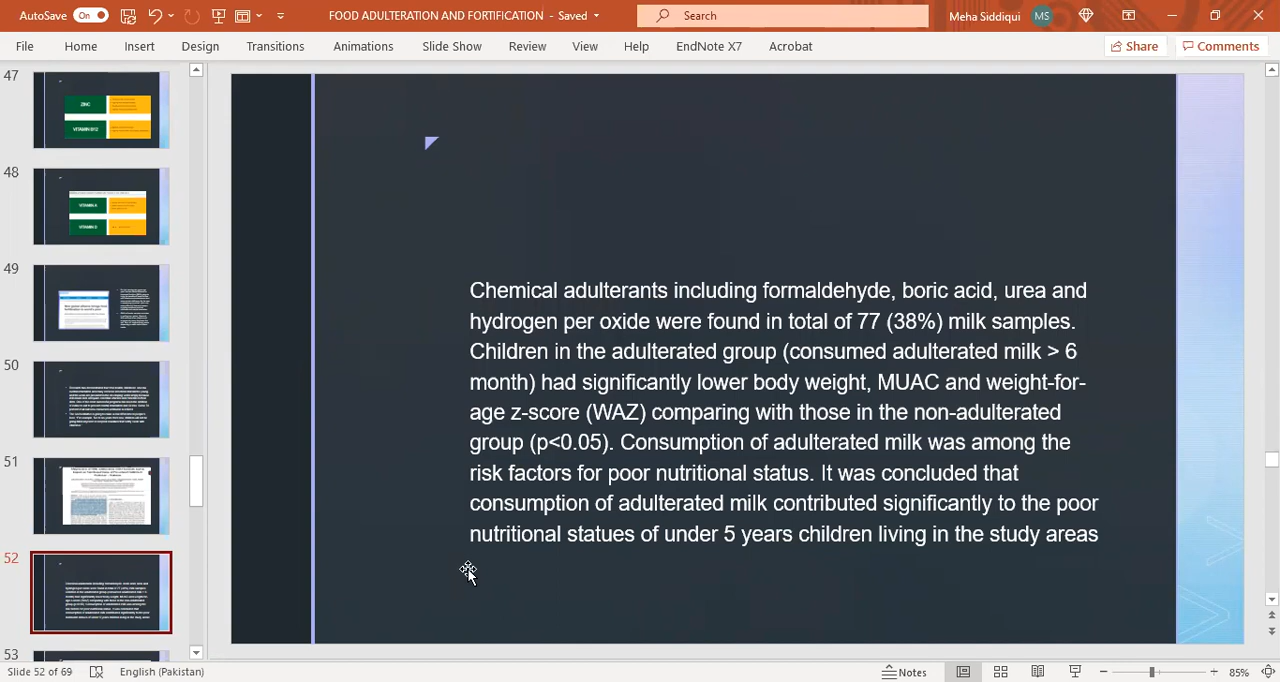 AutoSave On FOOD ADULTERATION AND FORTIFICATION - Saved Search Meha Siddiqui MS
File Home Insert Design Transitions Animations Slide Show Review View Help EndNote X7 Acrobat Share Comments
47
ZINC
VITAMIN B12
48
VITAMIN A
VITAMIN D
49
50
51
52
53
Chemical adulterants including formaldehyde, boric acid, urea and
hydrogen per oxide were found in total of 77 (38%) milk samples.
Children in the adulterated group (consumed adulterated milk > 6
month) had significantly lower body weight, MUAC and weight-for-
age z-score (WAZ) comparing with those in the non-adulterated
group (p<0.05). Consumption of adulterated milk was among the
risk factors for poor nutritional status. It was concluded that
consumption of adulterated milk contributed significantly to the poor
nutritional statues of under 5 years children living in the study areas
Slide 52 of 69 English (Pakistan) Notes 85%